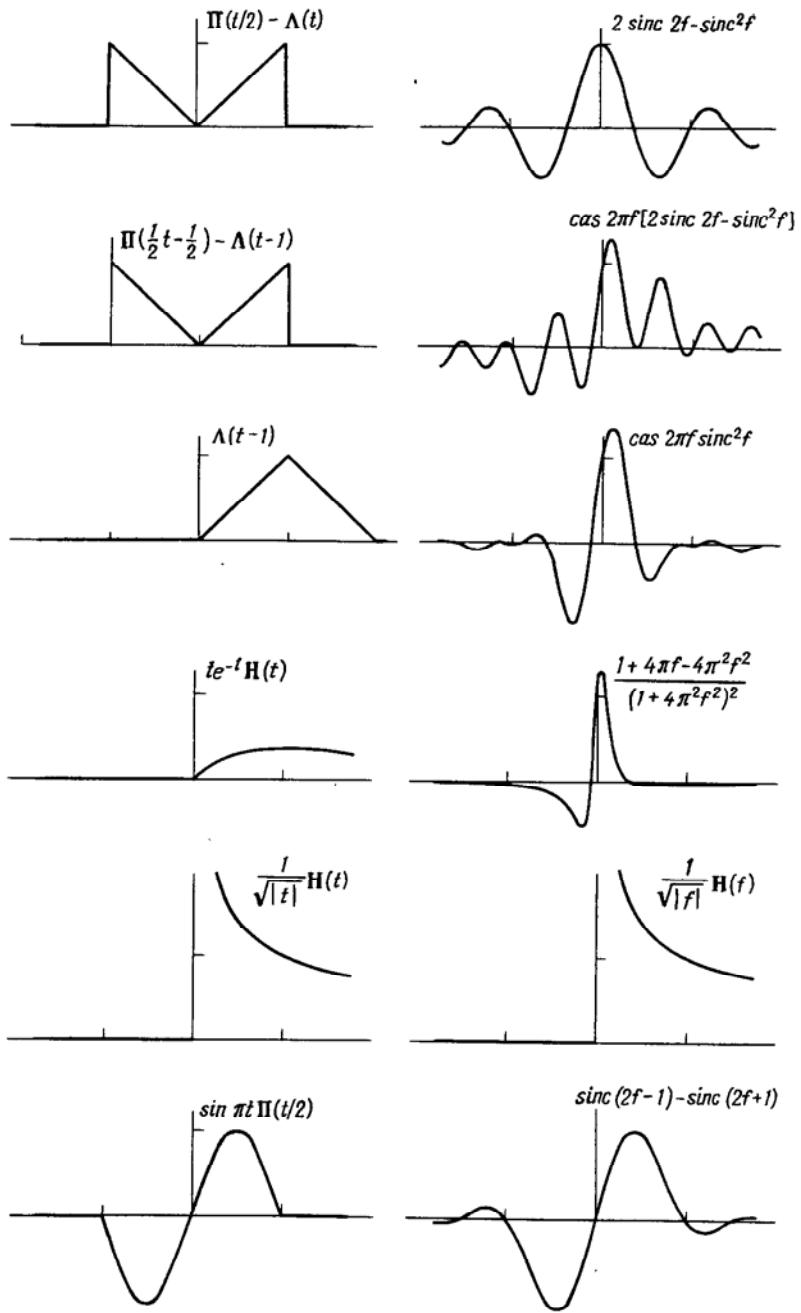 Π(t/2) – Λ(t)
2 sinc 2f – sinc²f
Π(½t – ½) – Λ(t–1)
cas 2πf[2 sinc 2f – sinc²f]
Λ(t–1)
cas 2πf sinc²f
te⁻ᵗ H(t)
1 + 4πf – 4π²f²
(1 + 4π²f²)²
1
√|t| H(t)
1
√|f| H(f)
sin πt Π(t/2)
sinc (2f–1) – sinc (2f+1)